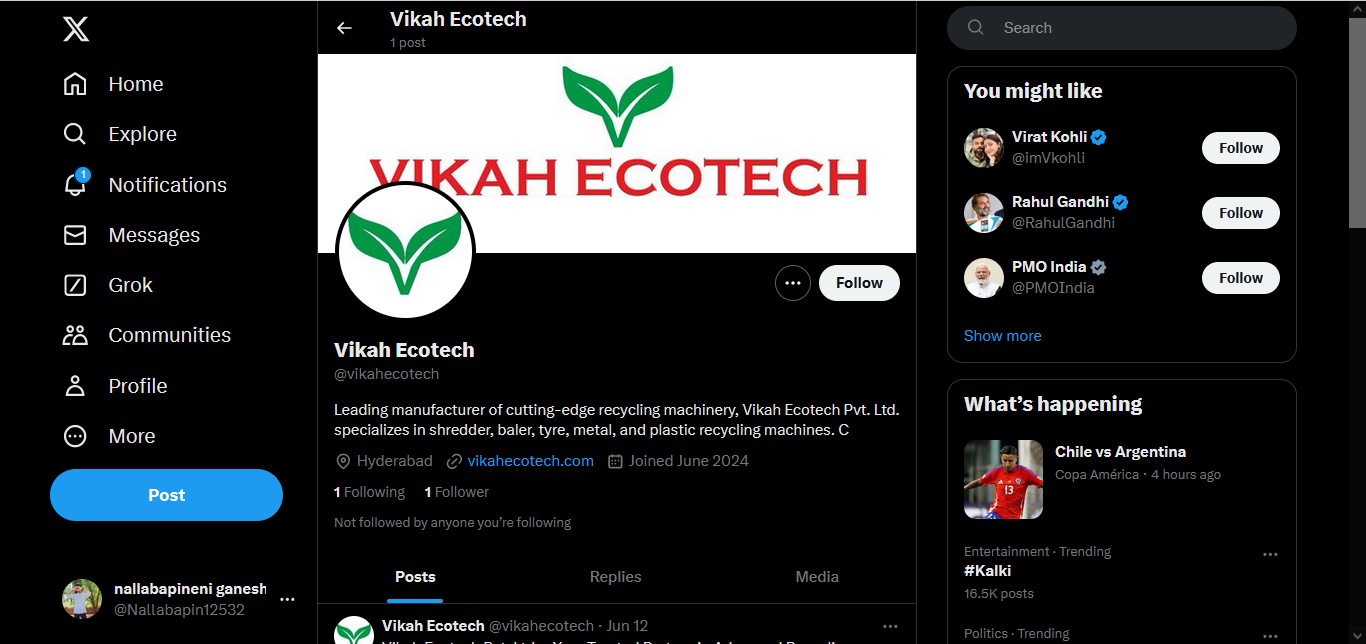 Home
Explore
1
Notifications
Messages
Grok
Communities
Profile
More
Post
nallabapineni ganesh
@Nallabapin12532
Vikah Ecotech
1 post
VIKAH ECOTECH
Follow
Vikah Ecotech
@vikahecotech
Leading manufacturer of cutting-edge recycling machinery, Vikah Ecotech Pvt. Ltd.
specializes in shredder, baler, tyre, metal, and plastic recycling machines. C
Hyderabad vikahecotech.com Joined June 2024
1 Following 1 Follower
Not followed by anyone you're following
Posts Replies Media
Vikah Ecotech @vikahecotech · Jun 12
Search
You might like
Virat Kohli
@imVkohli
Follow
Rahul Gandhi
@RahulGandhi
Follow
PMO India
@PMOIndia
Follow
Show more
What's happening
Chile vs Argentina
Copa América · 4 hours ago
13
Entertainment · Trending
#Kalki
16.5K posts
Politics · Trending